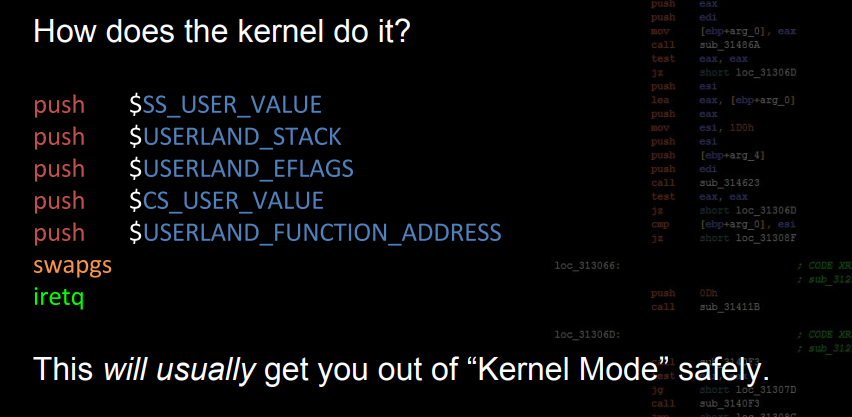 How does the kernel do it?
push $SS_USER_VALUE
push $USERLAND_STACK
push $USERLAND_EFLAGS
push $CS_USER_VALUE
push $USERLAND_FUNCTION_ADDRESS
swapgs
iretq
This will usually get you out of “Kernel Mode” safely.
push eax
push edi
mov [ebp+arg_0], eax
call sub_31486A
test eax, eax
jz short loc_31306D
push esi
lea eax, [ebp+arg_0]
push eax
mov esi, 1D0h
push esi
push [ebp+arg_4]
push edi
call sub_314623
test eax, eax
jz short loc_31306D
cmp [ebp+arg_0], esi
jz short loc_31308F
loc_313066: ; CODE XR
; sub_312
push 0Dh
call sub_31411B
loc_31306D: ; CODE XR
; sub_312
jg short loc_31307D
call sub_3140F3